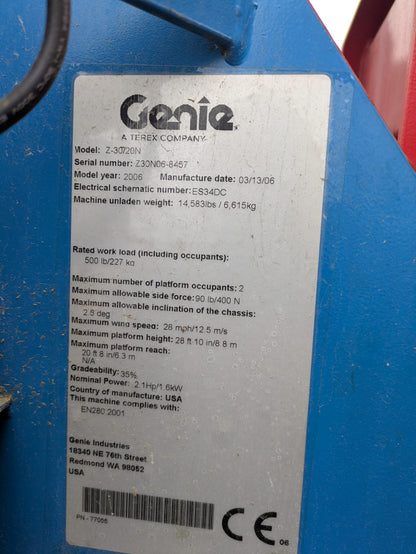 Genie
A TEREX COMPANY
Model: Z-30/20N
Serial number: Z30N06-8457
Model year: 2006 Manufacture date: 03/13/06
Electrical schematic number: ES34DC
Machine unladen weight: 14,583lbs / 6,615kg
Rated work load (including occupants):
500 lb/227 kg
Maximum number of platform occupants: 2
Maximum allowable side force: 90 lb/400 N
Maximum allowable inclination of the chassis:
2.5 deg
Maximum wind speed: 28 mph/12.5 m/s
Maximum platform height: 28 ft 10 in/8.8 m
Maximum platform reach:
20 ft 8 in/6.3 m
N/A
Gradeability: 35%
Nominal Power: 2.1Hp/1.6kW
Country of manufacture: USA
This machine complies with:
EN280:2001
Genie Industries
18340 NE 76th Street
Redmond WA 98052
USA
PN - 77055
CE 06